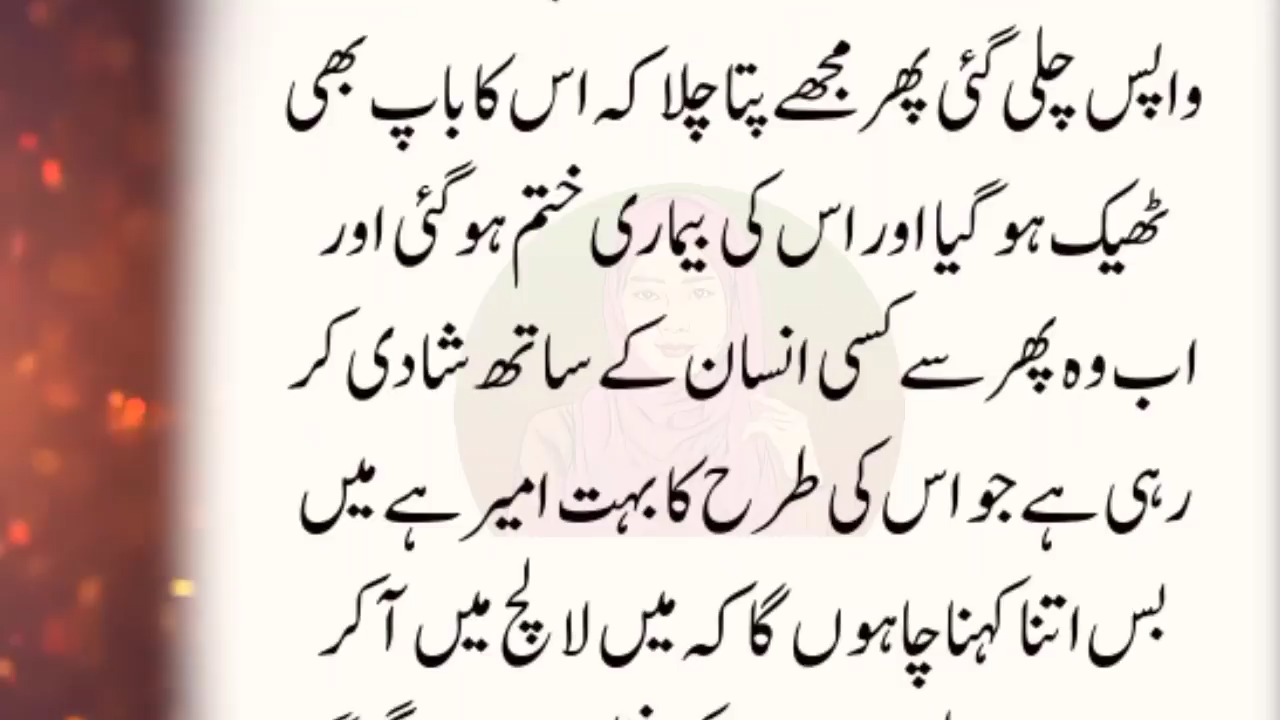 واپس چلی گئی پھر مجھے پتا چلا کہ اس کا باپ بھی
ٹھیک ہو گیا اور اس کی بیماری ختم ہو گئی اور
اب وہ پھر سے کسی انسان کے ساتھ شادی کر
رہی ہے جو اس کی طرح کا بہت امیر ہے میں
بس اتنا کہنا چاہوں گا کہ میں لالچ میں آ کر